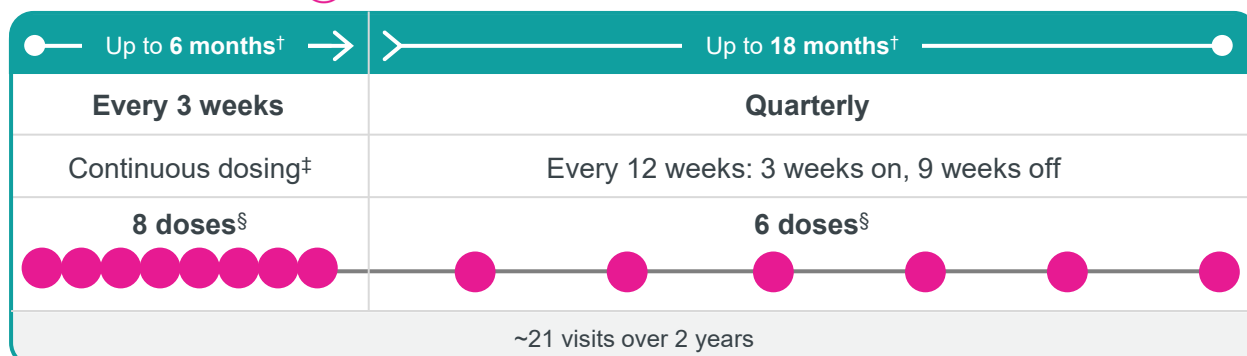 Up to 6 months†
Up to 18 months†
Every 3 weeks
Quarterly
Continuous dosing‡
Every 12 weeks: 3 weeks on, 9 weeks off
8 doses§
6 doses§
~21 visits over 2 years